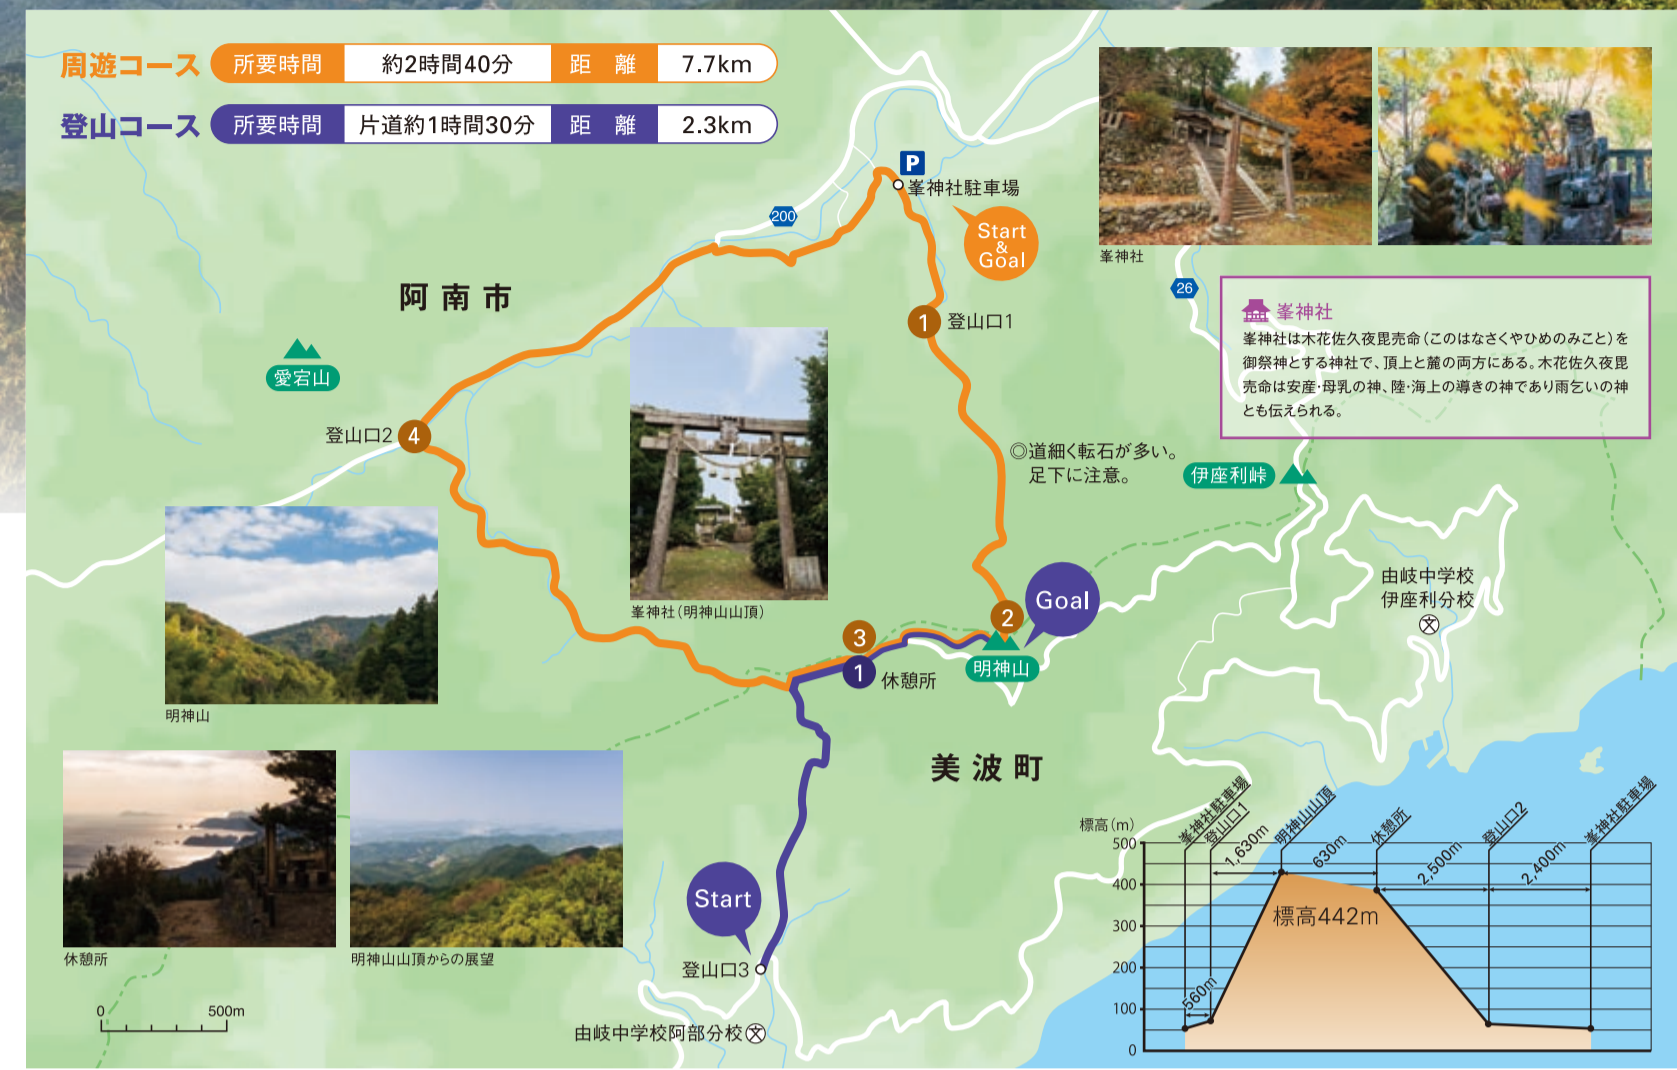 周遊コース 所要時間 約2時間40分 距離 7.7km
登山コース 所要時間 片道約1時間30分 距離 2.3km
P
峯神社駐車場
Start
&
Goal
200
阿南市
1 登山口1
愛宕山
登山口2 4
◎道細く転石が多い。
足下に注意。
峯神社
26
峯神社
峯神社は木花佐久夜毘売命(このはなさくやひめのみこと)を
御祭神とする神社で、頂上と麓の両方にある。木花佐久夜毘
売命は安産・母乳の神、陸・海上の導きの神であり雨乞いの神
とも伝えられる。
伊座利峠
由岐中学校
伊座利分校
文
峯神社(明神山山頂)
Goal
2
明神山
3
1
休憩所
明神山
美波町
休憩所
明神山山頂からの展望
Start
登山口3
由岐中学校阿部分校 文
0 500m
標高(m)
500
400
300
200
100
0
峯神社駐車場
登山口1
明神山山頂
休憩所
登山口2
峯神社駐車場
560m
1,630m
630m
2,500m
2,400m
標高442m